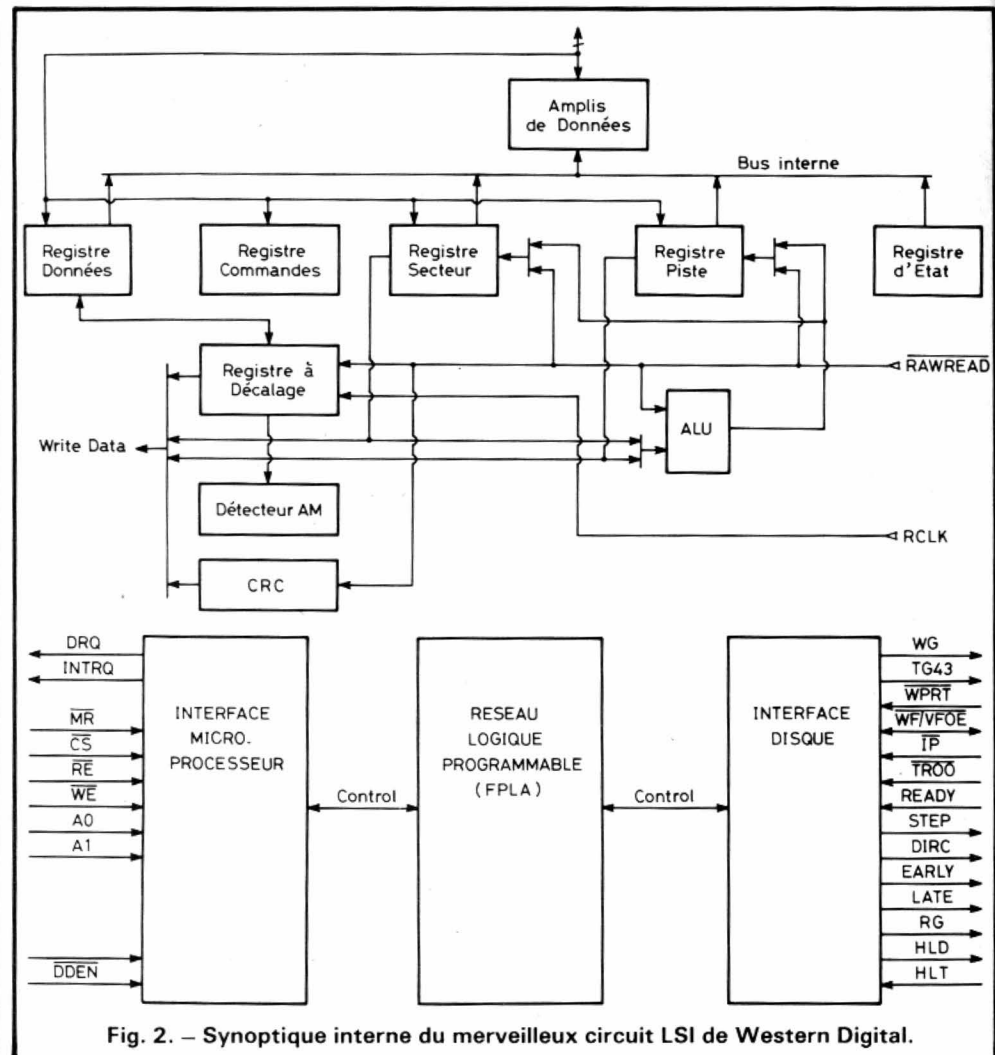 Amplis
de Données
Bus interne
Registre
Données
Registre
Commandes
Registre
Secteur
Registre
Piste
Registre
d'Etat
Registre à
Décalage
RAWREAD
ALU
Write Data
Détecteur AM
RCLK
CRC
DRQ
INTRQ
MR
CS
RE
WE
A0
A1
DDEN
INTERFACE
MICRO.
PROCESSEUR
Control
RESEAU
LOGIQUE
PROGRAMMABLE
(FPLA)
Control
INTERFACE
DISQUE
WG
TG43
WPRT
WF/VFOE
IP
TROO
READY
STEP
DIRC
EARLY
LATE
RG
HLD
HLT
Fig. 2. – Synoptique interne du merveilleux circuit LSI de Western Digital.